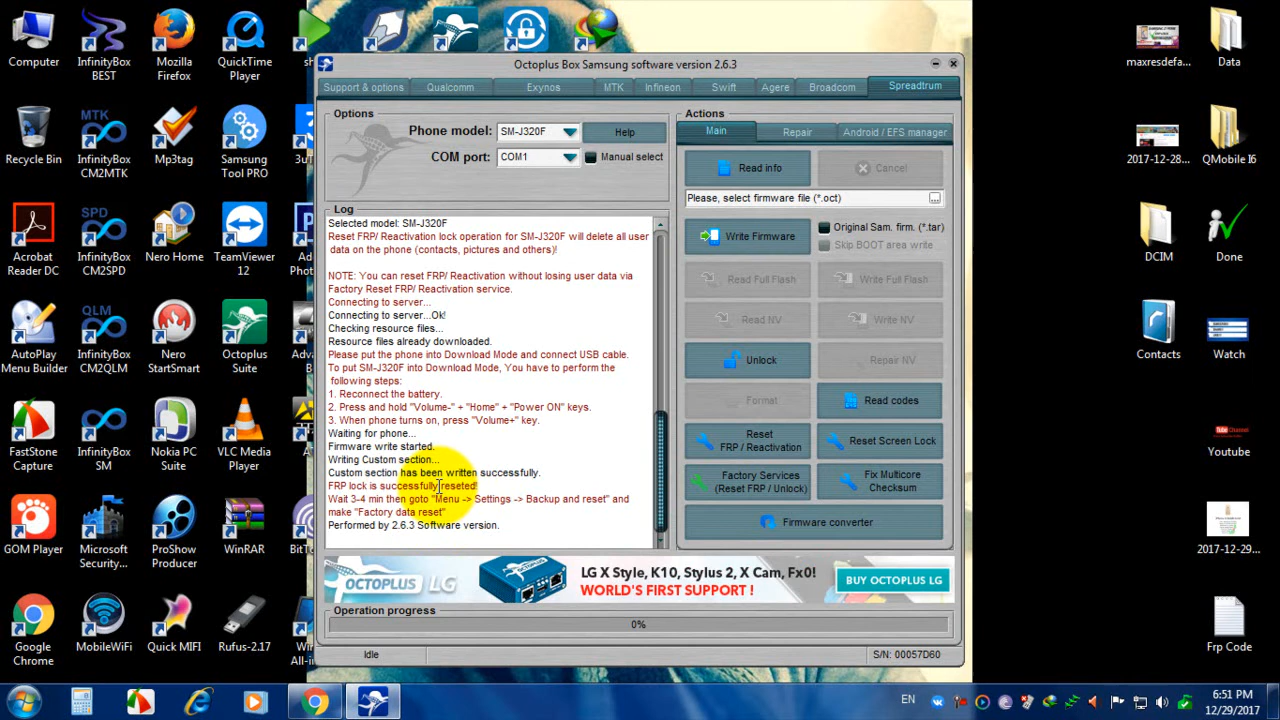 Computer
InfinityBox
BEST
Mozilla
Firefox
QuickTime
Player
Recycle Bin
MTK
InfinityBox
CM2MTK
Mp3tag
Samsung
Tool PRO
Acrobat
Reader DC
SPD
InfinityBox
CM2SPD
Nero Home
TeamViewer
12
AutoPlay
Menu Builder
QLM
InfinityBox
CM2QLM
Nero
StartSmart
Octoplus
Suite
FastStone
Capture
InfinityBox
SM
Nokia PC
Suite
VLC Media
Player
GOM Player
Microsoft
Security...
ProShow
Producer
WinRAR
Google
Chrome
MobileWiFi
Quick MIFI
Rufus-2.17
Octoplus Box Samsung software version 2.6.3
Support & options
Qualcomm
Exynos
MTK
Infineon
Swift
Agere
Broadcom
Spreadtrum
Options
Phone model:
SM-J320F
Help
COM port:
COM1
Manual select
Log
Selected model: SM-J320F
Reset FRP/ Reactivation lock operation for SM-J320F will delete all user
data on the phone (contacts, pictures and others)!
NOTE: You can reset FRP/ Reactivation without losing user data via
Factory Reset FRP/ Reactivation service.
Connecting to server...
Connecting to server...Ok!
Checking resource files...
Resource files already downloaded.
Please put the phone into Download Mode and connect USB cable.
To put SM-J320F into Download Mode, You have to perform the
following steps:
1. Reconnect the battery.
2. Press and hold "Volume-" + "Home" + "Power ON" keys.
3. When phone turns on, press "Volume+" key.
Waiting for phone...
Firmware write started.
Writing Custom section...
Custom section has been written successfully.
FRP lock is successfully reseted!
Wait 3-4 min then goto "Menu -> Settings -> Backup and reset" and
make "Factory data reset"
Performed by 2.6.3 Software version.
Actions
Main
Repair
Android / EFS manager
Read info
Cancel
Please, select firmware file (*.oct)
...
Write Firmware
Original Sam. firm. (*.tar)
Skip BOOT area write
Read Full Flash
Write Full Flash
Read NV
Write NV
Unlock
Repair NV
Format
Read codes
Reset
FRP / Reactivation
Reset Screen Lock
Factory Services
(Reset FRP / Unlock)
Fix Multicore
Checksum
Firmware converter
OCTOPLUS LG
LG X Style, K10, Stylus 2, X Cam, Fx0!
WORLD'S FIRST SUPPORT !
BUY OCTOPLUS LG
Operation progress
0%
Idle
S/N: 00057D60
maxresdefa...
Data
2017-12-28...
QMobile I6
DCIM
Done
Contacts
Watch
YouTube Channel
Youtube
2017-12-29...
Frp Code
EN
6:51 PM
12/29/2017